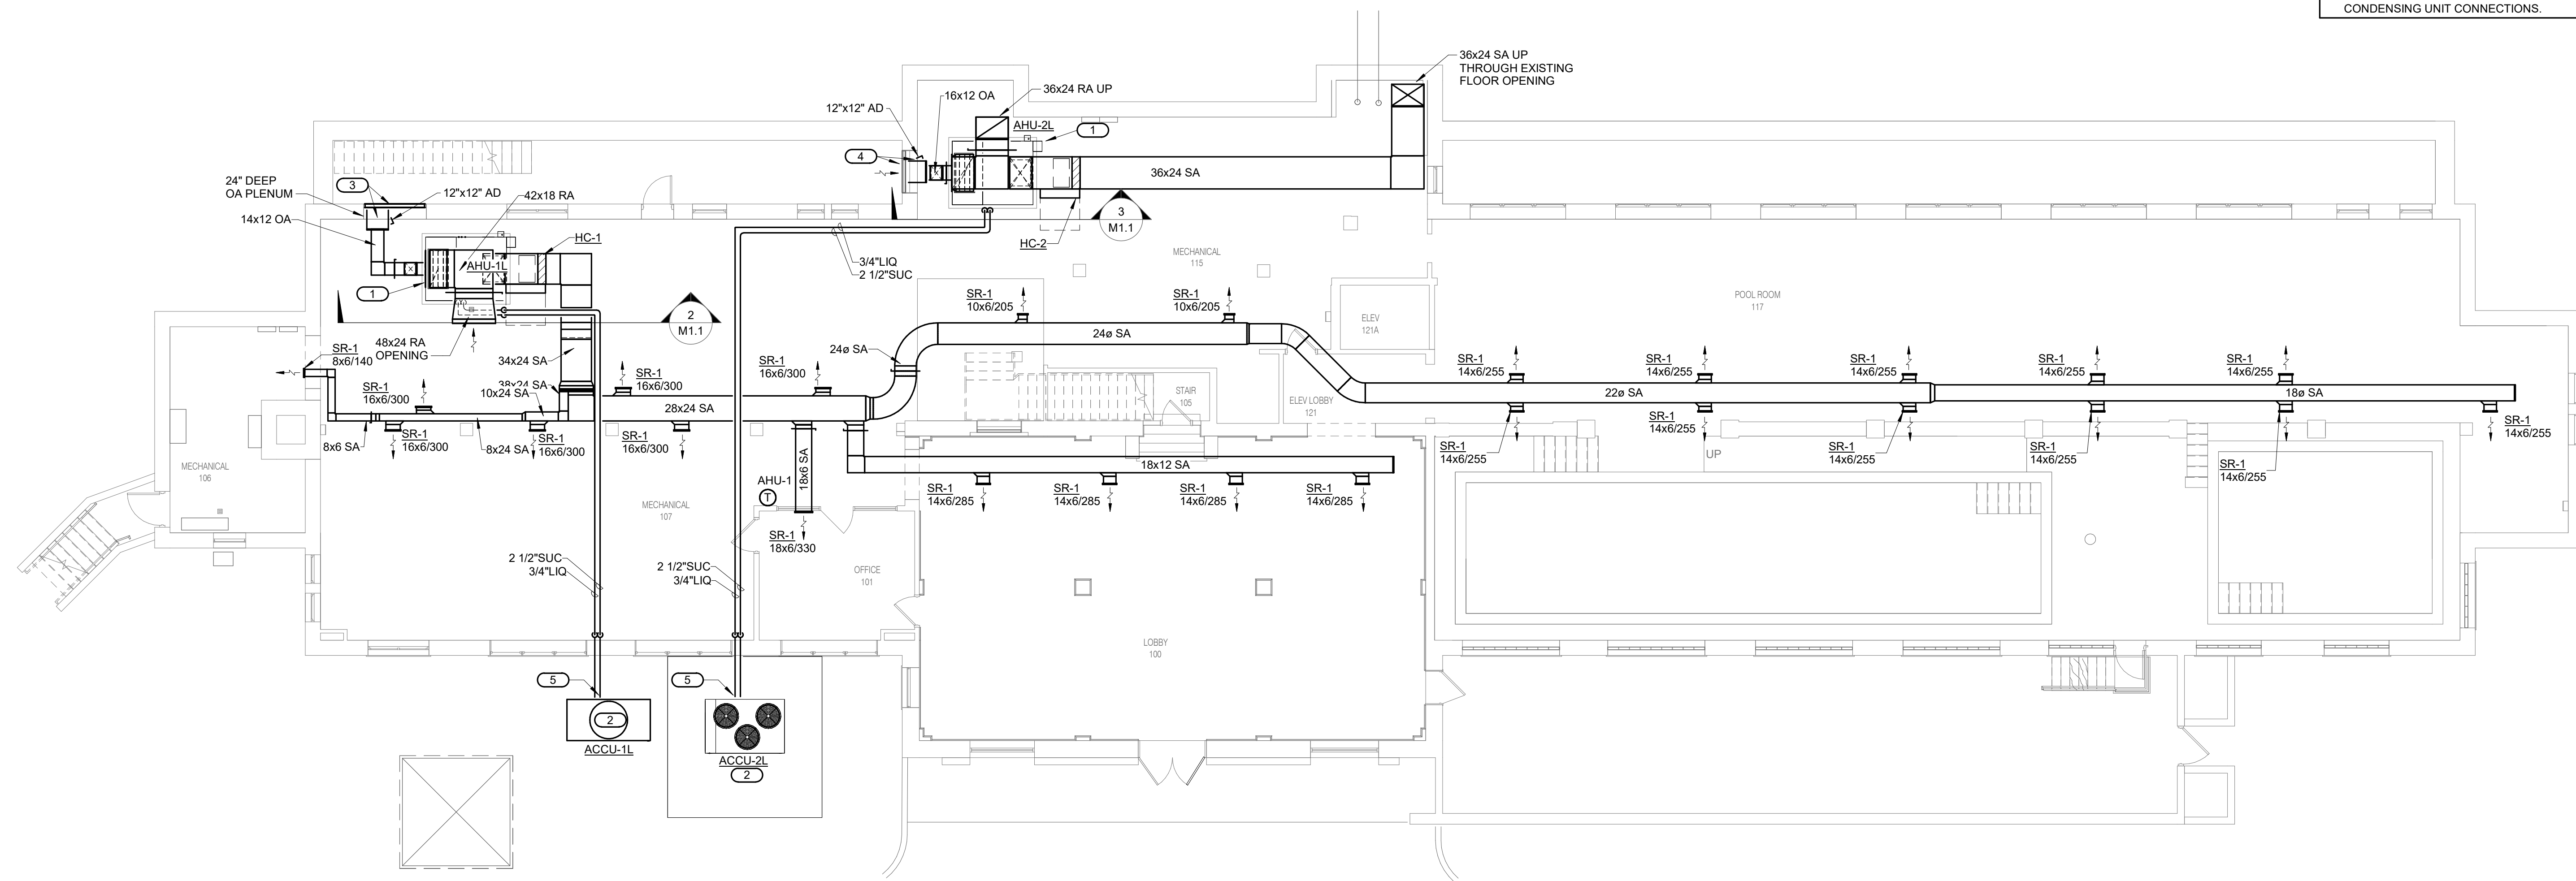 CONDENSING UNIT CONNECTIONS.
36x24 SA UP
THROUGH EXISTING
FLOOR OPENING
36x24 RA UP
16x12 OA
12"x12" AD
AHU-2L
1
4
36x24 SA
3
M1.1
HC-2
24" DEEP
OA PLENUM
3
12"x12" AD
14x12 OA
42x18 RA
HC-1
AHU-1L
1
48x24 RA
OPENING
2
M1.1
3/4"LIQ
2 1/2"SUC
MECHANICAL
115
POOL ROOM
117
ELEV
121A
SR-1
10x6/205
SR-1
10x6/205
24ø SA
24ø SA
SR-1
8x6/140
34x24 SA
38x24 SA
10x24 SA
SR-1
16x6/300
SR-1
16x6/300
SR-1
16x6/300
28x24 SA
8x6 SA
SR-1
16x6/300
8x24 SA
SR-1
16x6/300
SR-1
16x6/300
STAIR
105
ELEV LOBBY
121
SR-1
14x6/255
SR-1
14x6/255
SR-1
14x6/255
SR-1
14x6/255
SR-1
14x6/255
22ø SA
18ø SA
SR-1
14x6/255
SR-1
14x6/255
SR-1
14x6/255
SR-1
14x6/255
SR-1
14x6/255
SR-1
14x6/255
UP
MECHANICAL
106
18x6 SA
18x12 SA
AHU-1
T
SR-1
14x6/285
SR-1
14x6/285
SR-1
14x6/285
SR-1
14x6/285
MECHANICAL
107
SR-1
18x6/330
OFFICE
101
2 1/2"SUC
3/4"LIQ
2 1/2"SUC
3/4"LIQ
LOBBY
100
5
5
2
ACCU-1L
ACCU-2L
2